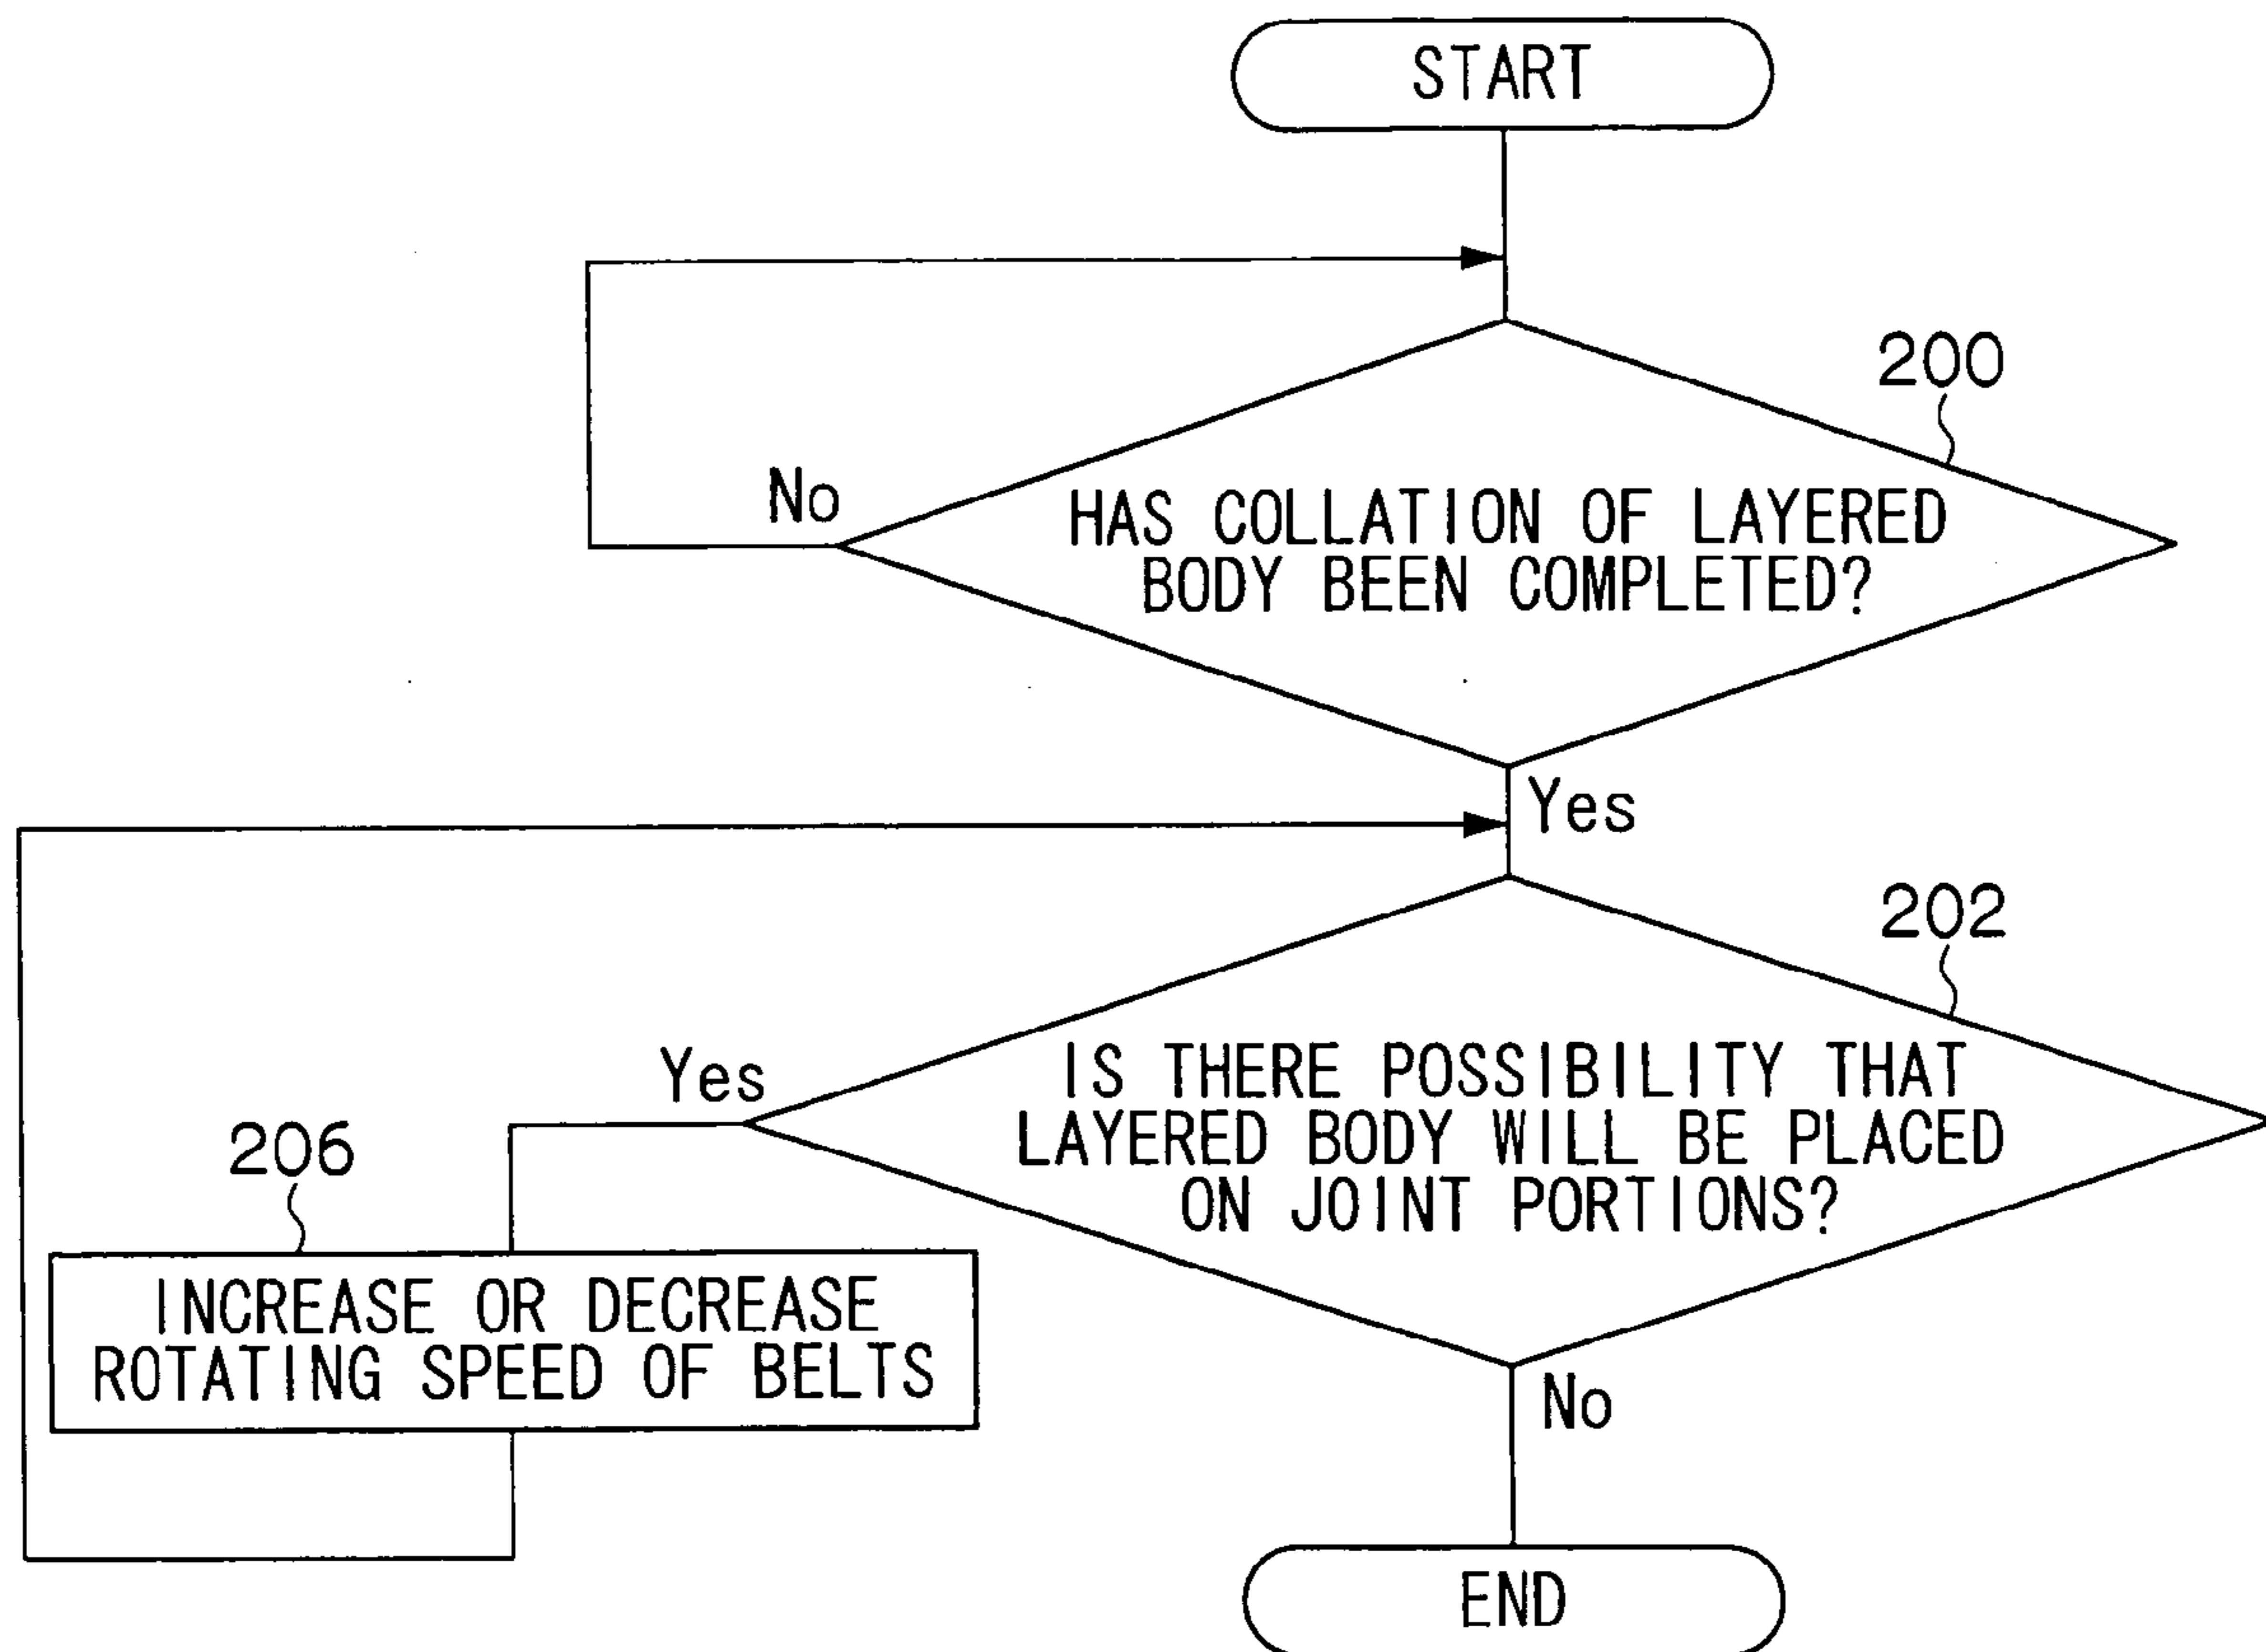 START
200
No
HAS COLLATION OF LAYERED
BODY BEEN COMPLETED?
Yes
202
Yes
IS THERE POSSIBILITY THAT
LAYERED BODY WILL BE PLACED
ON JOINT PORTIONS?
206
INCREASE OR DECREASE
ROTATING SPEED OF BELTS
No
END